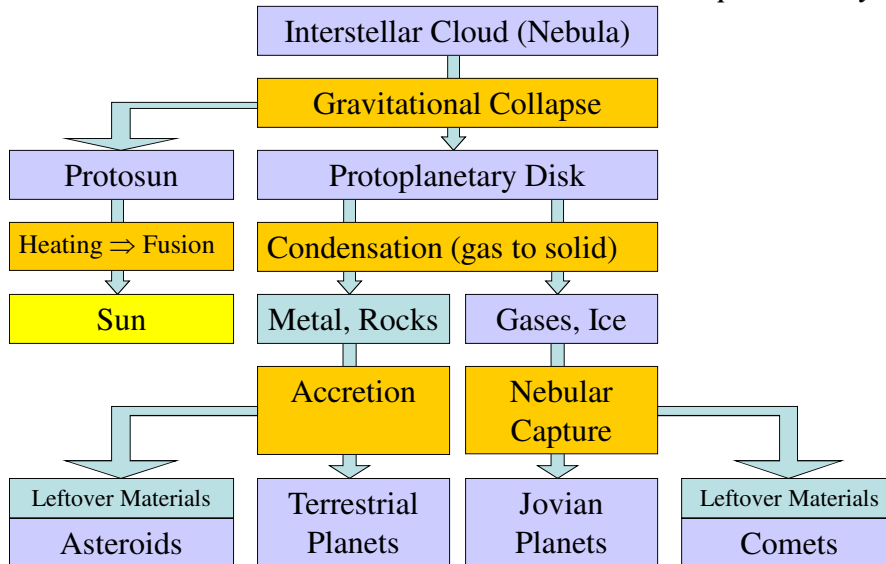 Interstellar Cloud (Nebula)
Gravitational Collapse
Protosun
Protoplanetary Disk
Heating ⇒ Fusion
Condensation (gas to solid)
Sun
Metal, Rocks
Gases, Ice
Accretion
Nebular
Capture
Leftover Materials
Asteroids
Terrestrial
Planets
Jovian
Planets
Leftover Materials
Comets